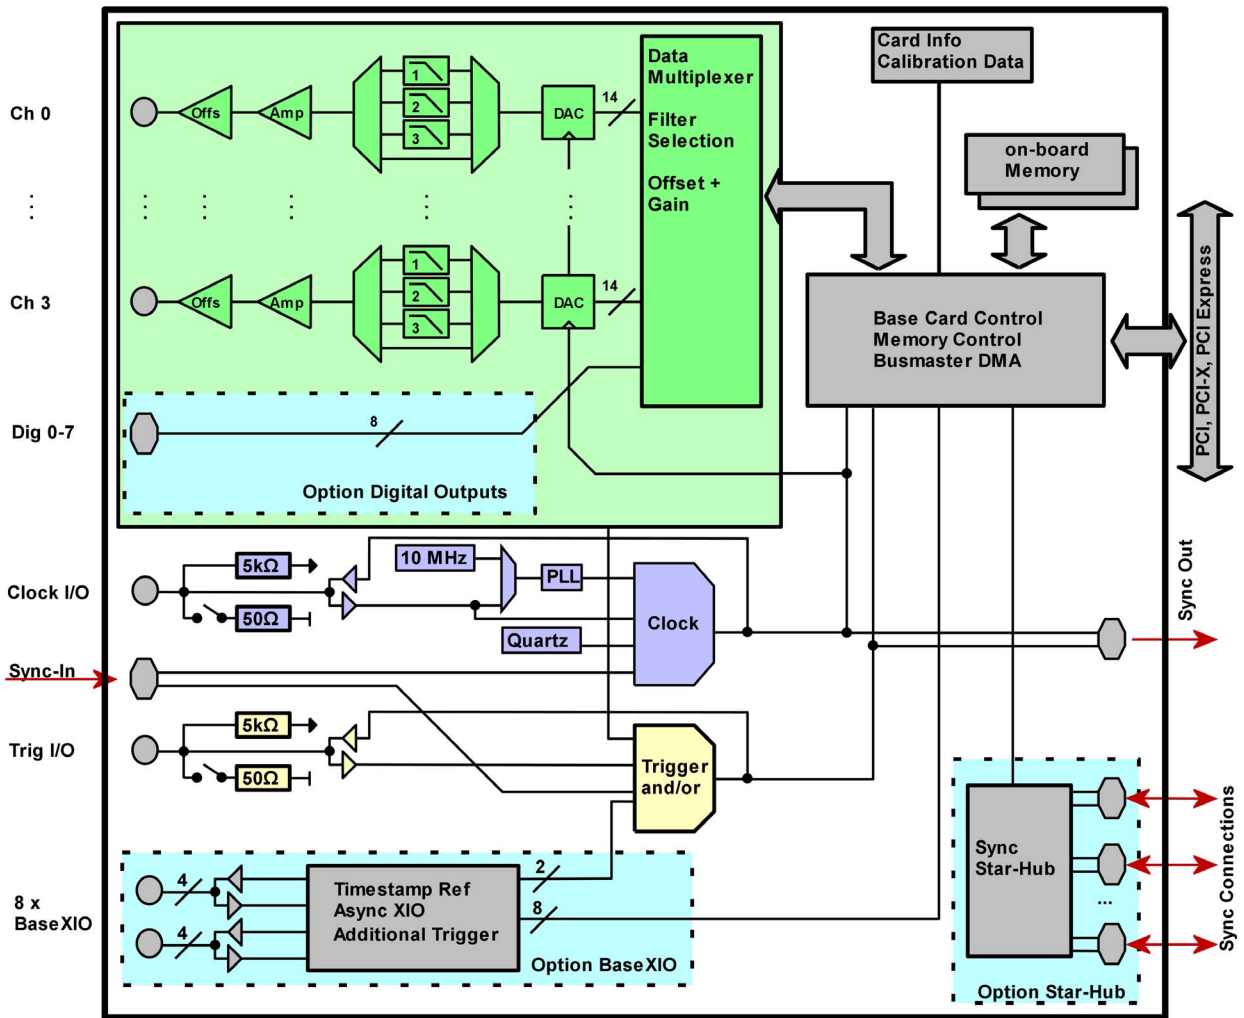 Card Info
Calibration Data
Data
Multiplexer
Filter
Selection
Offset +
Gain
on-board
Memory
Ch 0
Offs
Amp
1
2
3
DAC
14
Ch 3
Offs
Amp
1
2
3
DAC
14
Base Card Control
Memory Control
Busmaster DMA
PCI, PCI-X, PCI Express
Dig 0-7
8
Option Digital Outputs
Clock I/O
5kΩ
50Ω
10 MHz
PLL
Quartz
Clock
Sync Out
Sync-In
Trig I/O
5kΩ
50Ω
Trigger
and/or
8 x
BaseXIO
4
4
Timestamp Ref
Async XIO
Additional Trigger
2
8
Option BaseXIO
Sync
Star-Hub
...
Option Star-Hub
Sync Connections